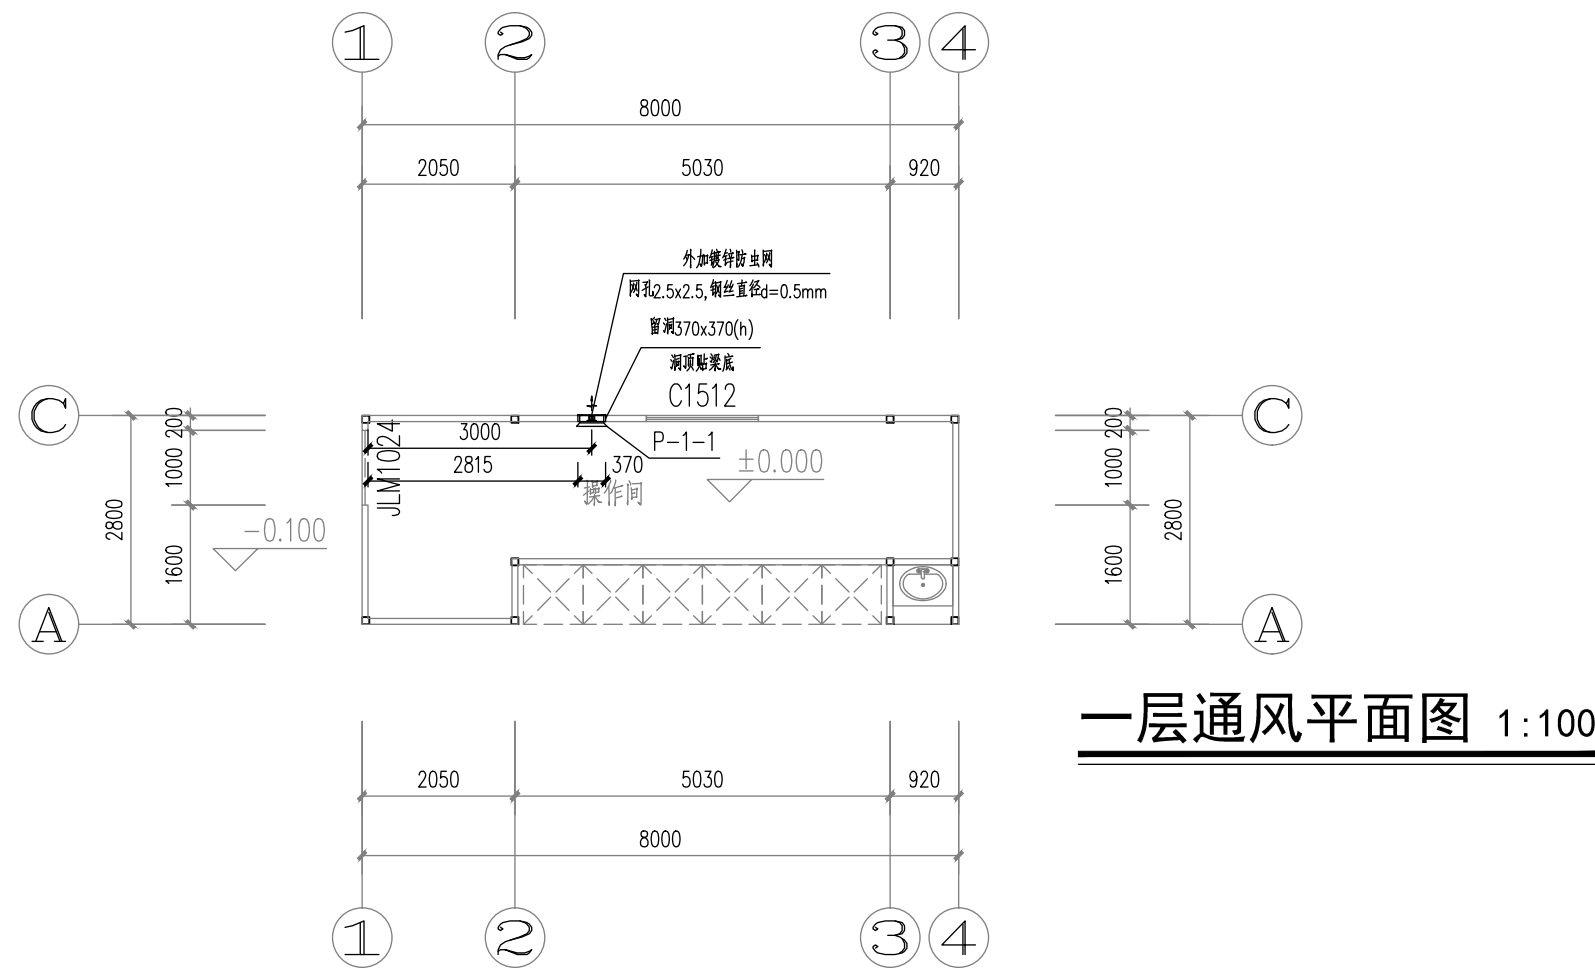 1 2 3 4
8000
2050 5030 920
外加镀锌防虫网
网孔2.5x2.5,钢丝直径d=0.5mm
留洞370x370(h)
洞顶贴梁底
C1512
C C
200 200
3000
P-1-1
JLM1024
2815 370
±0.000
1000 1000
操作间
2800 2800
-0.100
1600 1600
A A
一层通风平面图 1:100
2050 5030 920
8000
1 2 3 4